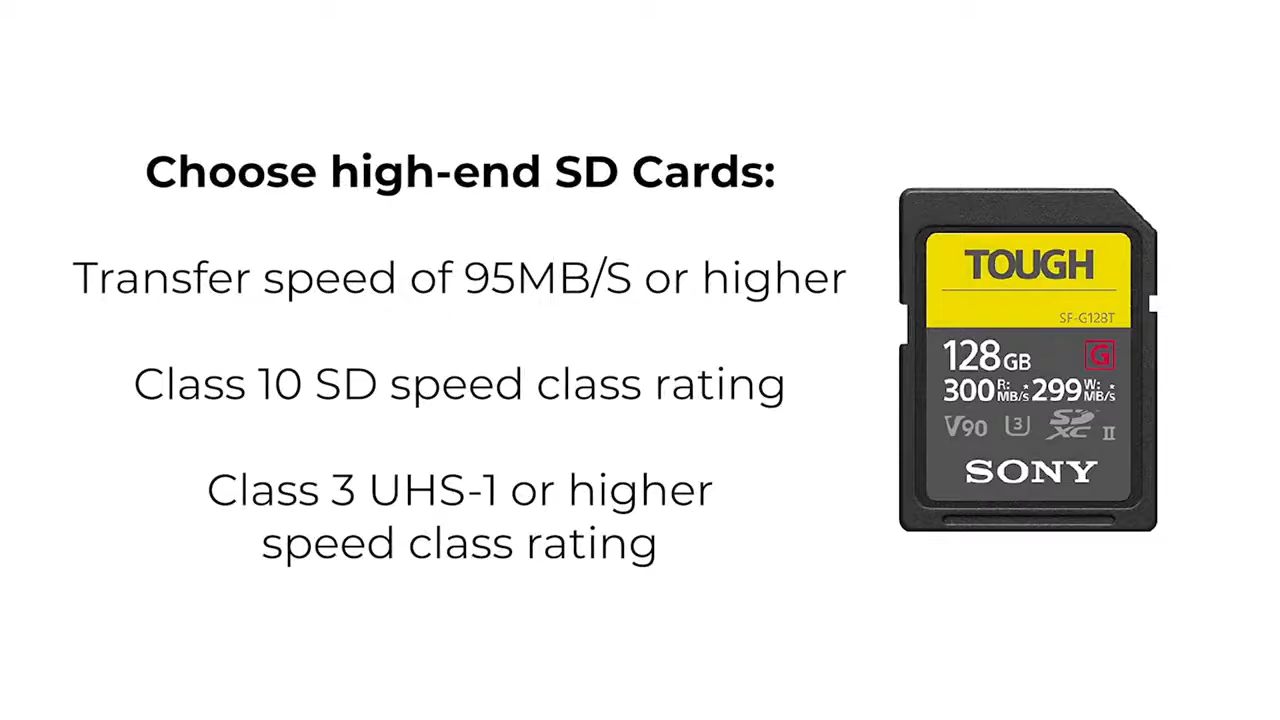 Choose high-end SD Cards:
Transfer speed of 95MB/S or higher
Class 10 SD speed class rating
Class 3 UHS-1 or higher
speed class rating
TOUGH
SF-G128T
128GB G
300 R: MB/s* 299 W: MB/s*
V90 3 SDXC II
SONY